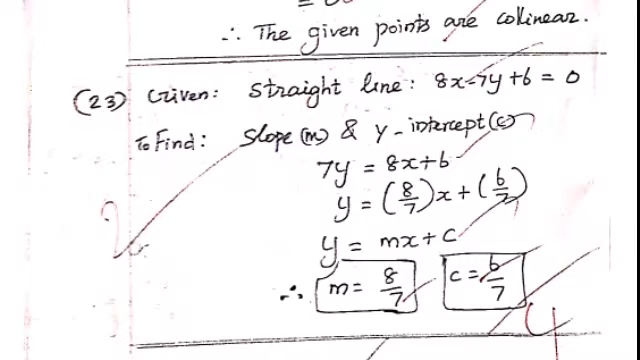 ∴ The given points are collinear.
(23) Given: straight line: 8x-7y+6=0
To Find: slope (m) & y-intercept (c)
7y = 8x+6
y = (8/7)x + (6/7)
y = mx+c
∴ m = 8/7 c = 6/7